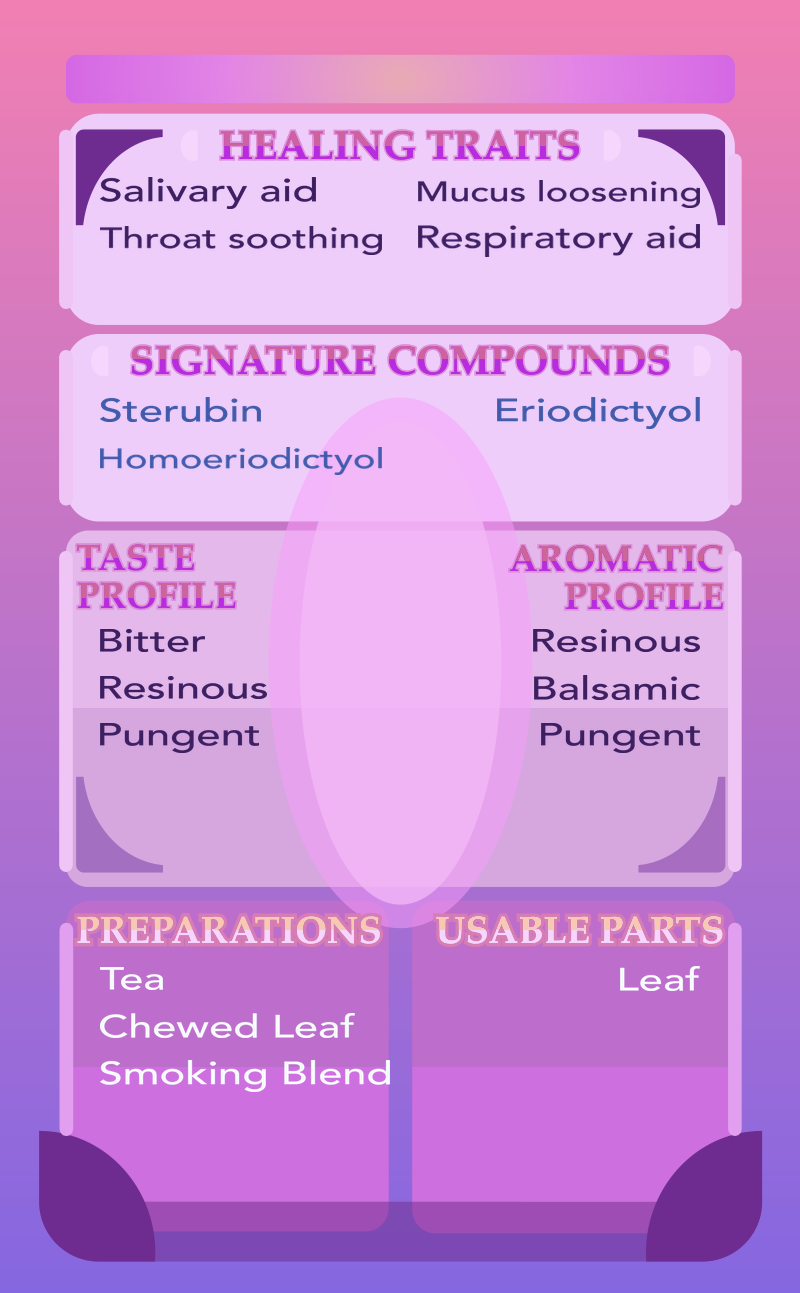 HEALING TRAITS
Salivary aid
Mucus loosening
Throat soothing
Respiratory aid
SIGNATURE COMPOUNDS
Sterubin
Eriodictyol
Homoeriodictyol
TASTE
PROFILE
Bitter
Resinous
Pungent
AROMATIC
PROFILE
Resinous
Balsamic
Pungent
PREPARATIONS
Tea
Chewed Leaf
Smoking Blend
USABLE PARTS
Leaf